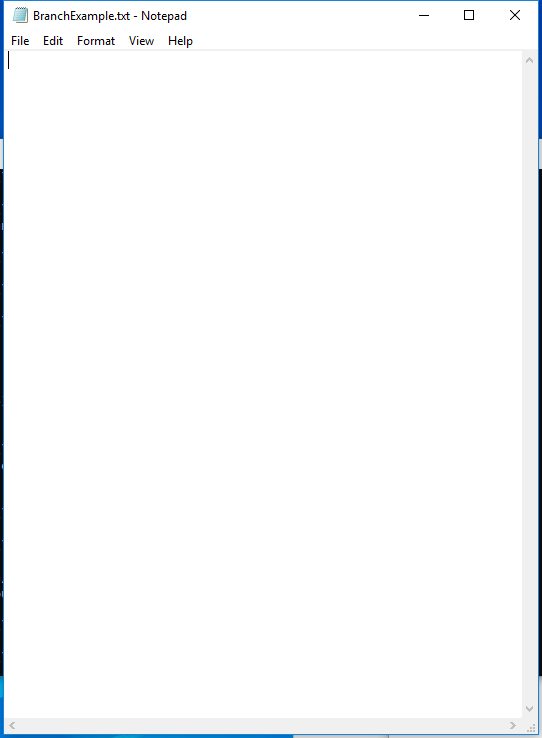 BranchExample.txt - Notepad
File Edit Format View Help